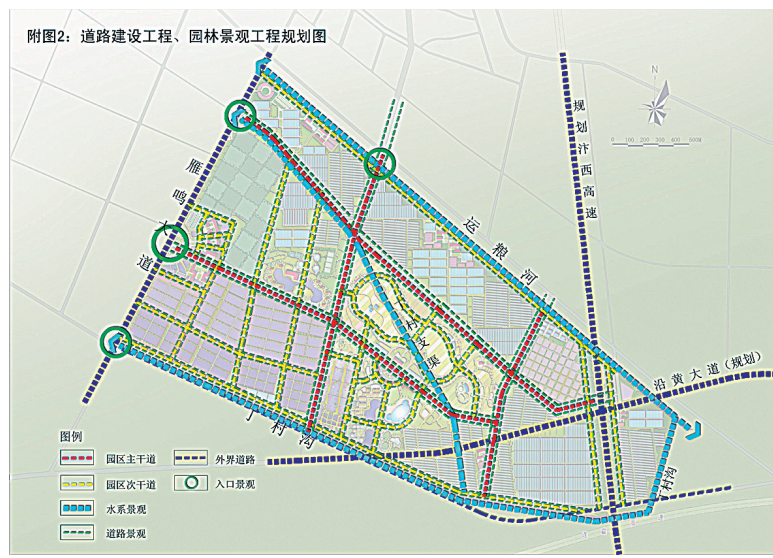 附图2：道路建设工程、园林景观工程规划图
N
0 100 200 300 400 600M
规划汴西高速
雁鸣大道
运粮河
丁村支渠
沿黄大道(规划)
丁村沟
丁村沟
图例
园区主干道
外界道路
园区次干道
入口景观
水系景观
道路景观